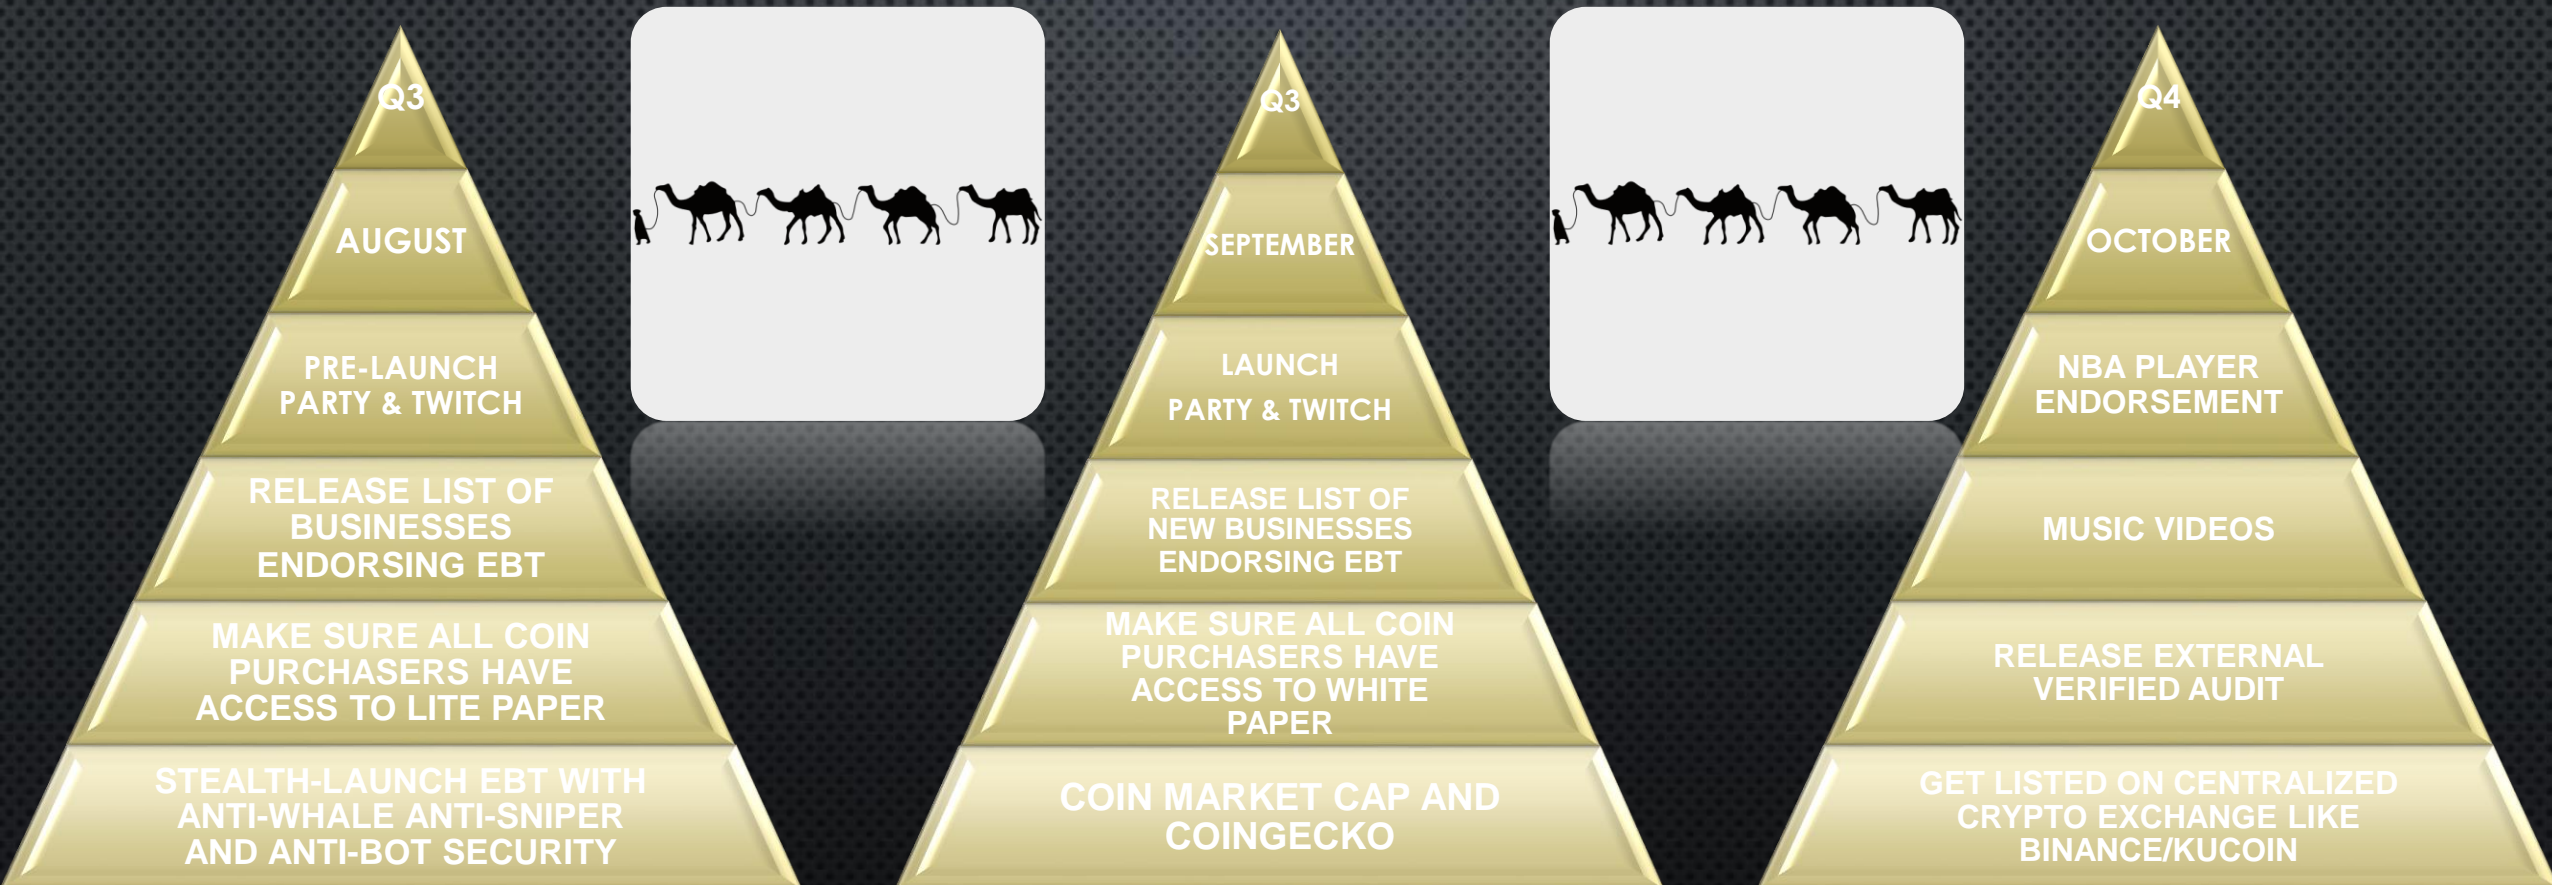 Q3
AUGUST
PRE-LAUNCH
PARTY & TWITCH
RELEASE LIST OF
BUSINESSES
ENDORSING EBT
MAKE SURE ALL COIN
PURCHASERS HAVE
ACCESS TO LITE PAPER
STEALTH-LAUNCH EBT WITH
ANTI-WHALE ANTI-SNIPER
AND ANTI-BOT SECURITY
Q3
SEPTEMBER
LAUNCH
PARTY & TWITCH
RELEASE LIST OF
NEW BUSINESSES
ENDORSING EBT
MAKE SURE ALL COIN
PURCHASERS HAVE
ACCESS TO WHITE
PAPER
COIN MARKET CAP AND
COINGECKO
Q4
OCTOBER
NBA PLAYER
ENDORSEMENT
MUSIC VIDEOS
RELEASE EXTERNAL
VERIFIED AUDIT
GET LISTED ON CENTRALIZED
CRYPTO EXCHANGE LIKE
BINANCE/KUCOIN